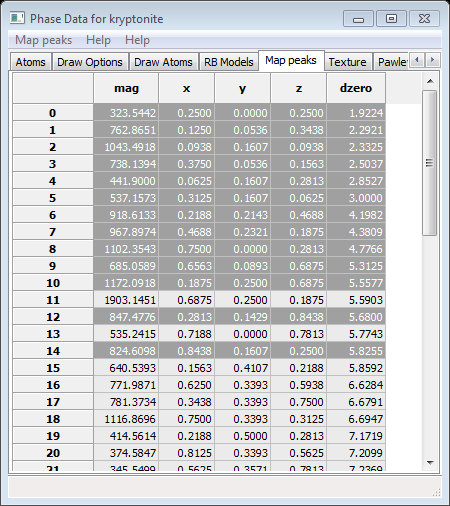 Phase Data for kryptonite
Map peaks Help Help
Atoms Draw Options Draw Atoms RB Models Map peaks Texture Pawley
mag x y z dzero
0 323.5442 0.2500 0.0000 0.2500 1.9224
1 762.8651 0.1250 0.0536 0.3438 2.2921
2 1043.4918 0.0938 0.1607 0.0938 2.3325
3 738.1394 0.3750 0.0536 0.1563 2.5037
4 441.9000 0.0625 0.1607 0.2813 2.8527
5 537.1573 0.3125 0.1607 0.0625 3.0000
6 918.6133 0.2188 0.2143 0.4688 4.1982
7 967.8974 0.4688 0.2321 0.1875 4.3809
8 1102.3543 0.7500 0.0000 0.2813 4.7766
9 685.0589 0.6563 0.0893 0.6875 5.3125
10 1172.0918 0.1875 0.2500 0.6875 5.5577
11 1903.1451 0.6875 0.2500 0.1875 5.5903
12 847.4776 0.2813 0.1429 0.8438 5.6800
13 535.2415 0.7188 0.0000 0.7813 5.7743
14 824.6098 0.8438 0.1607 0.2500 5.8255
15 640.5393 0.1563 0.4107 0.2188 5.8592
16 771.9871 0.6250 0.3393 0.5938 6.6284
17 781.3734 0.3438 0.3393 0.7500 6.6791
18 1116.8696 0.7500 0.3393 0.3125 6.6947
19 414.5614 0.2188 0.5000 0.2813 7.1719
20 374.5847 0.8125 0.3393 0.5625 7.2099
21 345.5499 0.5625 0.3571 0.7813 7.2369